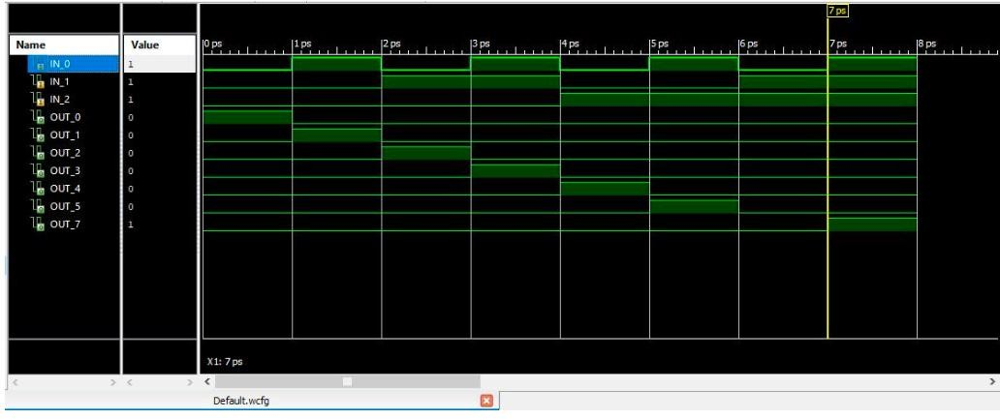 7 ps
Name Value 0 ps 1 ps 2 ps 3 ps 4 ps 5 ps 6 ps 7 ps 8 ps
IN_0 1
IN_1 1
IN_2 1
OUT_0 0
OUT_1 0
OUT_2 0
OUT_3 0
OUT_4 0
OUT_5 0
OUT_7 1
X1: 7 ps
Default.wcfg